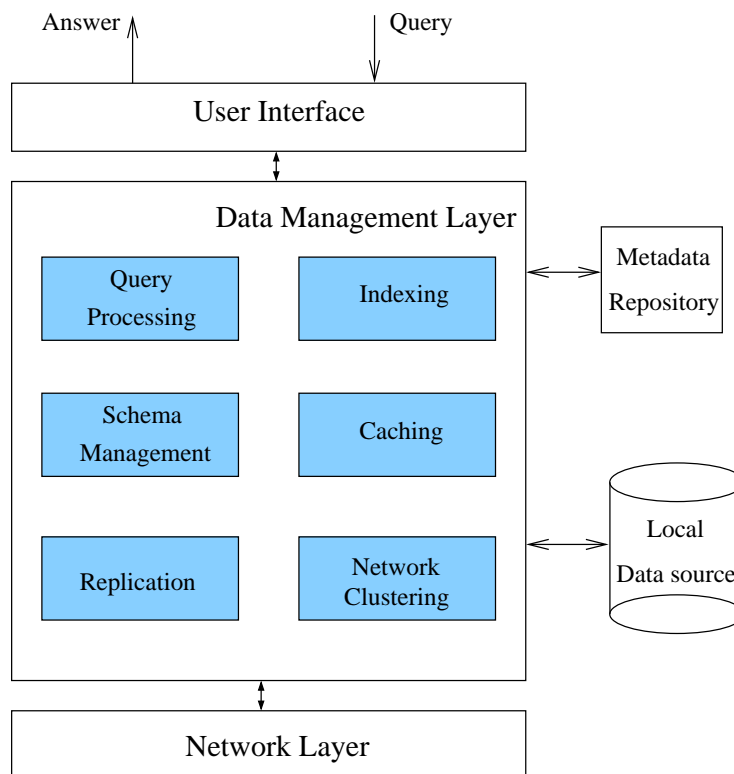 Answer
Query
User Interface
Data Management Layer
Query
Processing
Indexing
Metadata
Repository
Schema
Management
Caching
Replication
Network
Clustering
Local
Data source
Network Layer